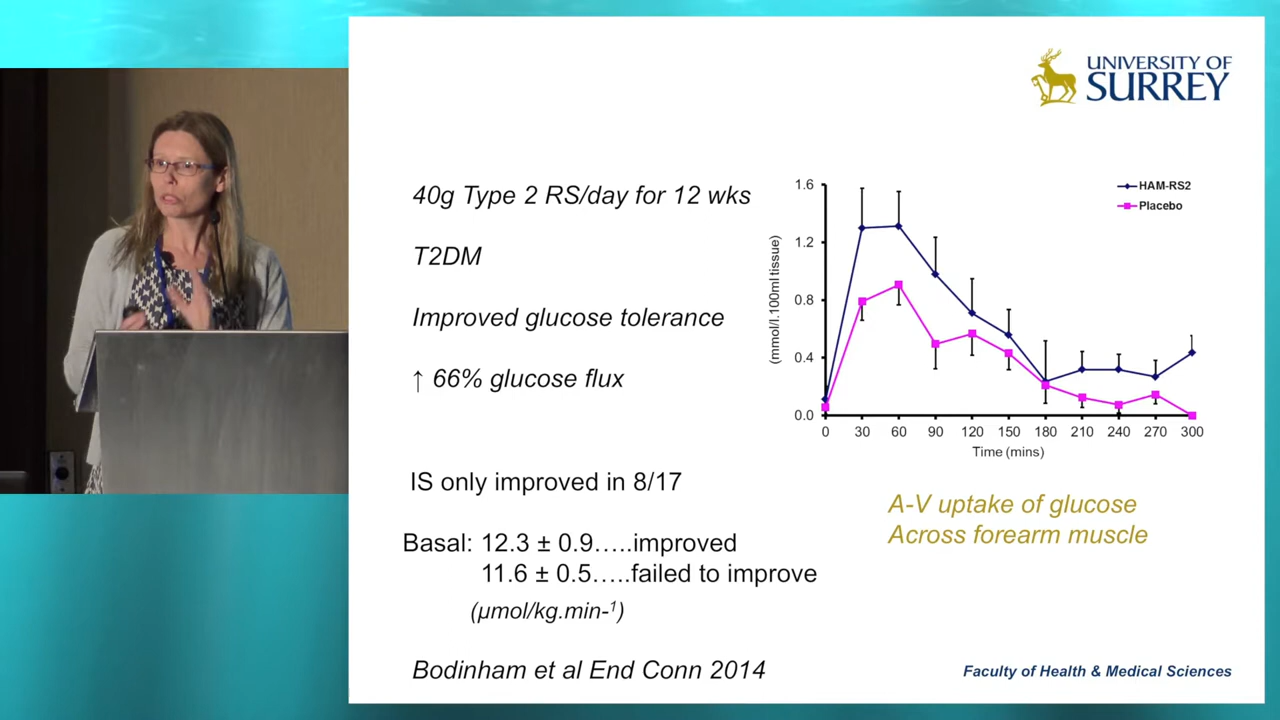 UNIVERSITY OF
SURREY
40g Type 2 RS/day for 12 wks
T2DM
Improved glucose tolerance
↑ 66% glucose flux
IS only improved in 8/17
Basal: 12.3 ± 0.9…..improved
11.6 ± 0.5…..failed to improve
(µmol/kg.min-¹)
Bodinham et al End Conn 2014
HAM-RS2
Placebo
(mmol/l.100ml tissue)
1.6
1.2
0.8
0.4
0.0
0 30 60 90 120 150 180 210 240 270 300
Time (mins)
A-V uptake of glucose
Across forearm muscle
Faculty of Health & Medical Sciences